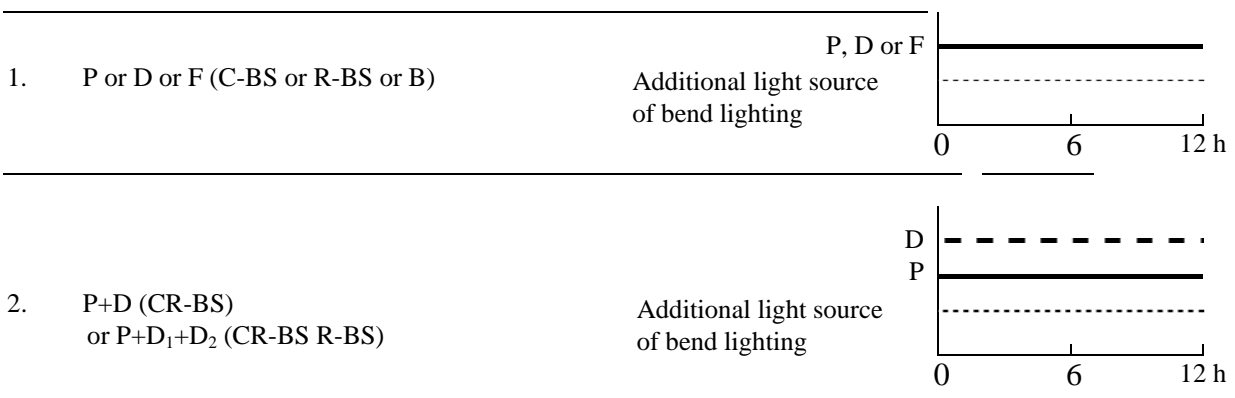 P, D or F
1. P or D or F (C-BS or R-BS or B)
Additional light source
of bend lighting
0 6 12 h
D
P
2. P+D (CR-BS)
or P+D₁+D₂ (CR-BS R-BS)
Additional light source
of bend lighting
0 6 12 h